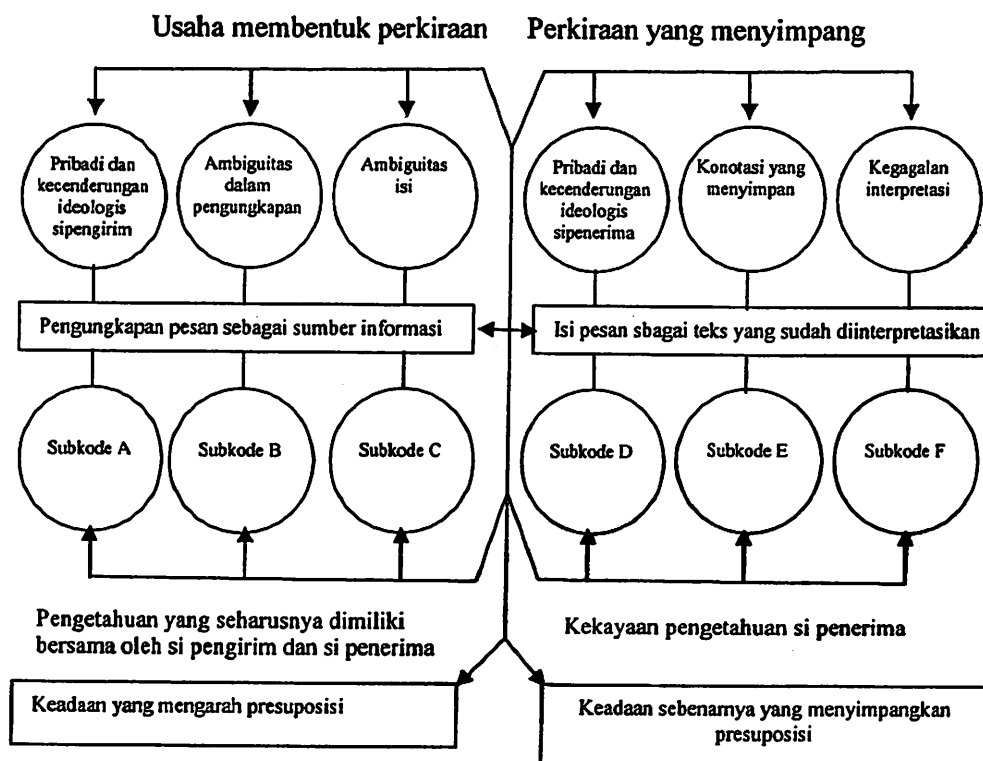 Usaha membentuk perkiraan
Perkiraan yang menyimpang
Pribadi dan
kecenderungan
ideologis
sipengirim
Ambiguitas
dalam
pengungkapan
Ambiguitas
isi
Pribadi dan
kecenderungan
ideologis
sipenerima
Konotasi yang
menyimpan
Kegagalan
interpretasi
Pengungkapan pesan sebagai sumber informasi
Isi pesan sbagai teks yang sudah diinterpretasikan
Subkode A
Subkode B
Subkode C
Subkode D
Subkode E
Subkode F
Pengetahuan yang seharusnya dimiliki
bersama oleh si pengirim dan si penerima
Kekayaan pengetahuan si penerima
Keadaan yang mengarah presuposisi
Keadaan sebenarnya yang menyimpangkan
presuposisi